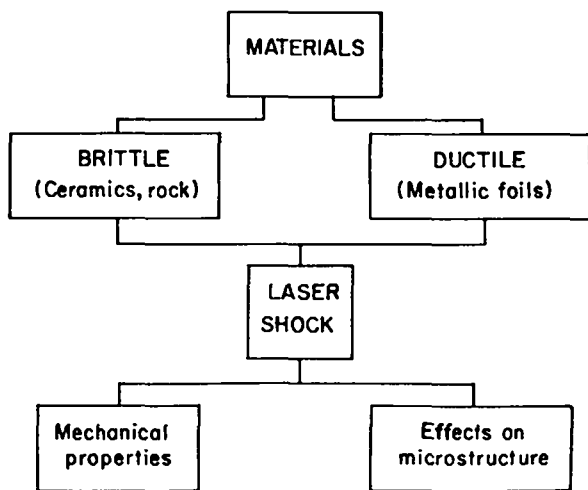 MATERIALS
BRITTLE
(Ceramics, rock)
DUCTILE
(Metallic foils)
LASER
SHOCK
Mechanical
properties
Effects on
microstructure